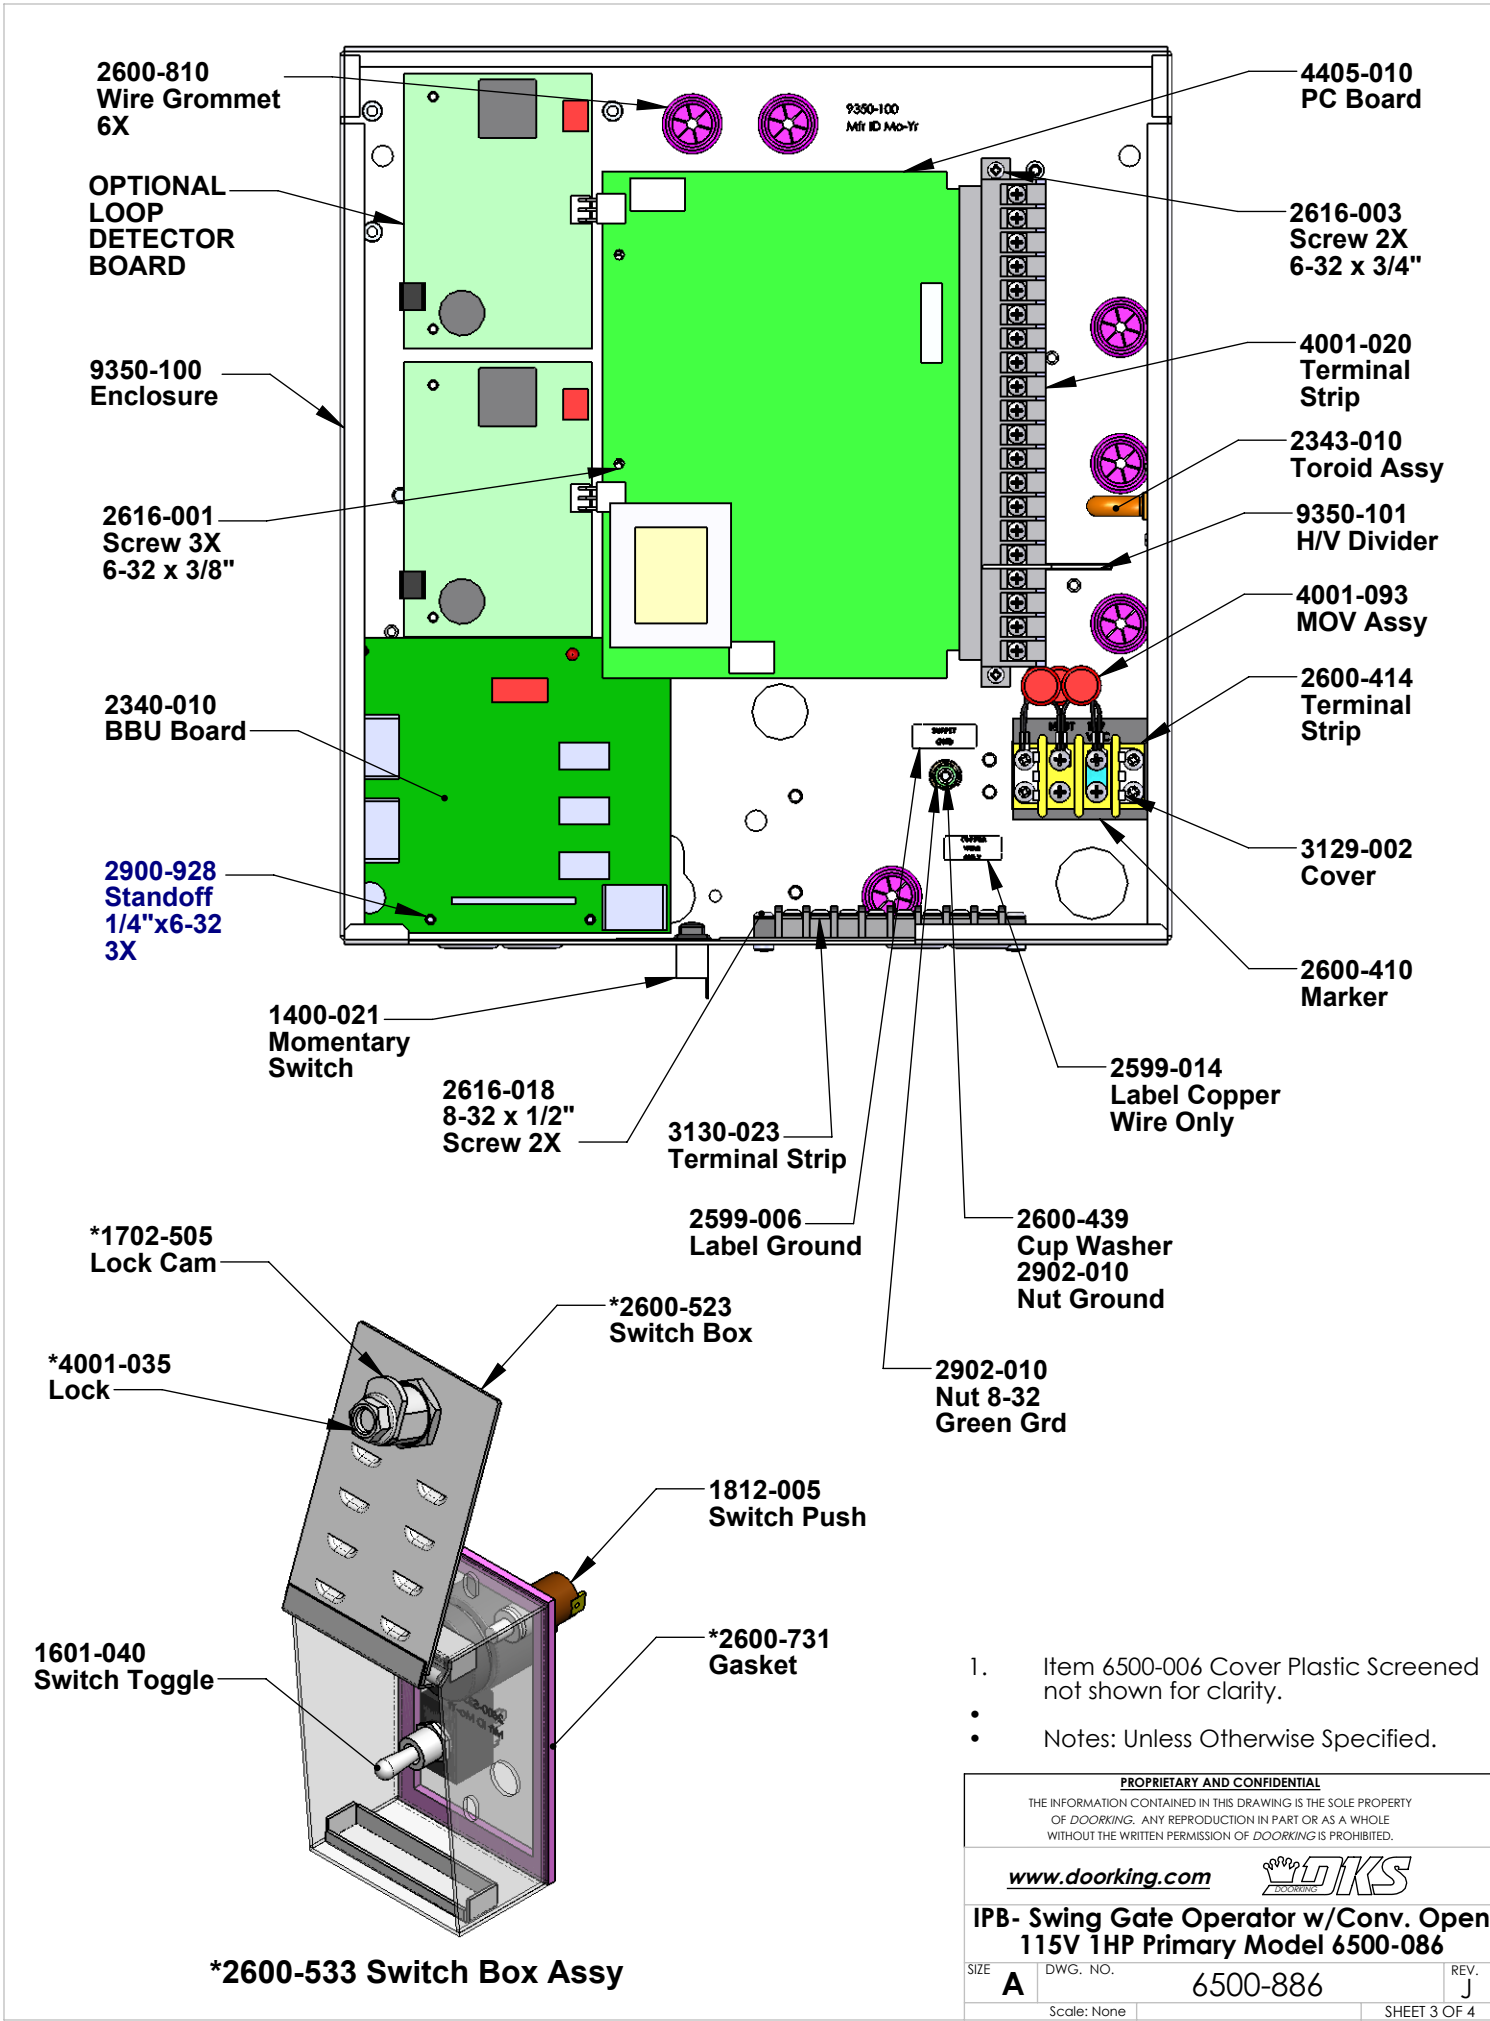 2600-810
Wire Grommet
6X
OPTIONAL
LOOP
DETECTOR
BOARD
9350-100
Enclosure
2616-001
Screw 3X
6-32 x 3/8"
2340-010
BBU Board
2900-928
Standoff
1/4"x6-32
3X
9350-100
Mfr ID Mo-Yr
4405-010
PC Board
2616-003
Screw 2X
6-32 x 3/4"
4001-020
Terminal
Strip
2343-010
Toroid Assy
9350-101
H/V Divider
4001-093
MOV Assy
2600-414
Terminal
Strip
3129-002
Cover
2600-410
Marker
SUPPLY
GND
COPPER
WIRE
ONLY
1400-021
Momentary
Switch
2616-018
8-32 x 1/2"
Screw 2X
3130-023
Terminal Strip
2599-014
Label Copper
Wire Only
2599-006
Label Ground
2600-439
Cup Washer
2902-010
Nut Ground
2902-010
Nut 8-32
Green Grd
*1702-505
Lock Cam
*2600-523
Switch Box
*4001-035
Lock
1812-005
Switch Push
1601-040
Switch Toggle
*2600-731
Gasket
*2600-533 Switch Box Assy
1. Item 6500-006 Cover Plastic Screened
not shown for clarity.
•
• Notes: Unless Otherwise Specified.
PROPRIETARY AND CONFIDENTIAL
THE INFORMATION CONTAINED IN THIS DRAWING IS THE SOLE PROPERTY
OF DOORKING. ANY REPRODUCTION IN PART OR AS A WHOLE
WITHOUT THE WRITTEN PERMISSION OF DOORKING IS PROHIBITED.
www.doorking.com
DKS
DOORKING
IPB- Swing Gate Operator w/Conv. Open
115V 1HP Primary Model 6500-086
SIZE
A
DWG. NO.
6500-886
REV.
J
Scale: None
SHEET 3 OF 4